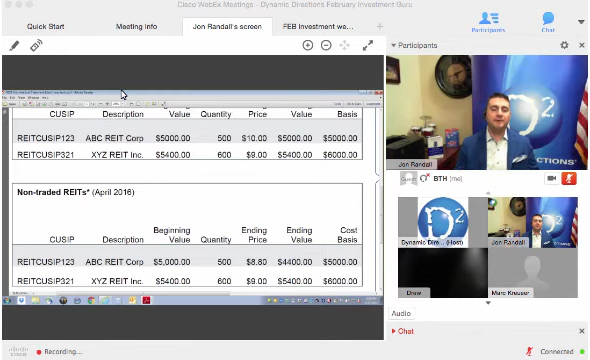 Cisco WebEx Meetings - Dynamic Directions February Investment Guru
Quick Start
Meeting Info
Jon Randall's screen
FEB Investment we...
+
Participants
Chat
Participants
CUSIP Description Value Quantity Price Value Basis
REITCUSIP123 ABC REIT Corp $5000.00 500 $10.00 $5000.00 $5000.00
REITCUSIP321 XYZ REIT Inc. $5400.00 600 $9.00 $5400.00 $6000.00
Non-traded REITs* (April 2016)
Beginning Ending Ending Cost
CUSIP Description Value Quantity Price Value Basis
REITCUSIP123 ABC REIT Corp $5,000.00 500 $8.80 $4400.00 $5000.00
REITCUSIP321 XYZ REIT Inc. $5400.00 600 $9.00 $5400.00 $6000.00
D2
CTIONS
Jon Randall
BTH (me)
Dynamic Dire... (Host)
Jon Randall
Drew
Marc Kreuser
Audio
Chat
Recording...
Connected